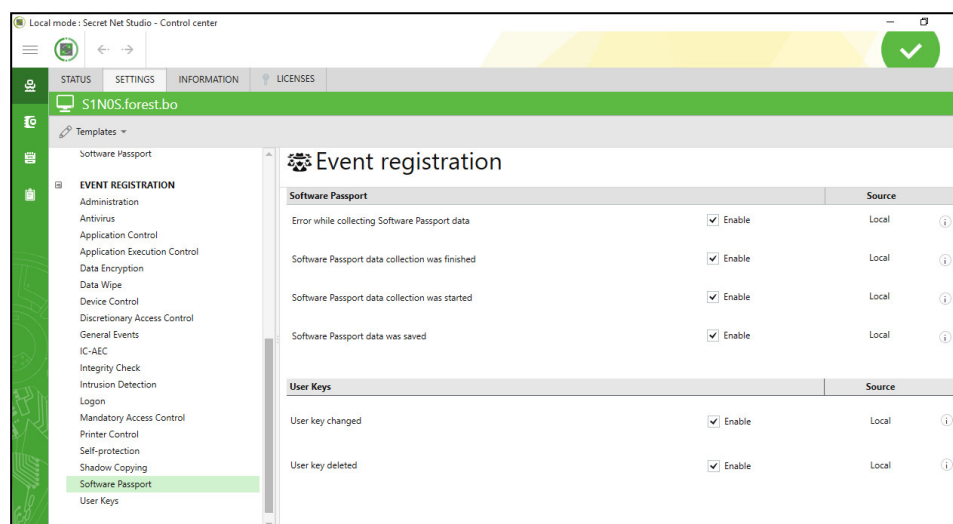 Local mode : Secret Net Studio - Control center
STATUS SETTINGS INFORMATION LICENSES
S1N0S.forest.bo
Templates
Software Passport
EVENT REGISTRATION
Administration
Antivirus
Application Control
Application Execution Control
Data Encryption
Data Wipe
Device Control
Discretionary Access Control
General Events
IC-AEC
Integrity Check
Intrusion Detection
Logon
Mandatory Access Control
Printer Control
Self-protection
Shadow Copying
Software Passport
User Keys
Event registration
Software Passport Source
Error while collecting Software Passport data Enable Local
Software Passport data collection was finished Enable Local
Software Passport data collection was started Enable Local
Software Passport data was saved Enable Local
User Keys Source
User key changed Enable Local
User key deleted Enable Local